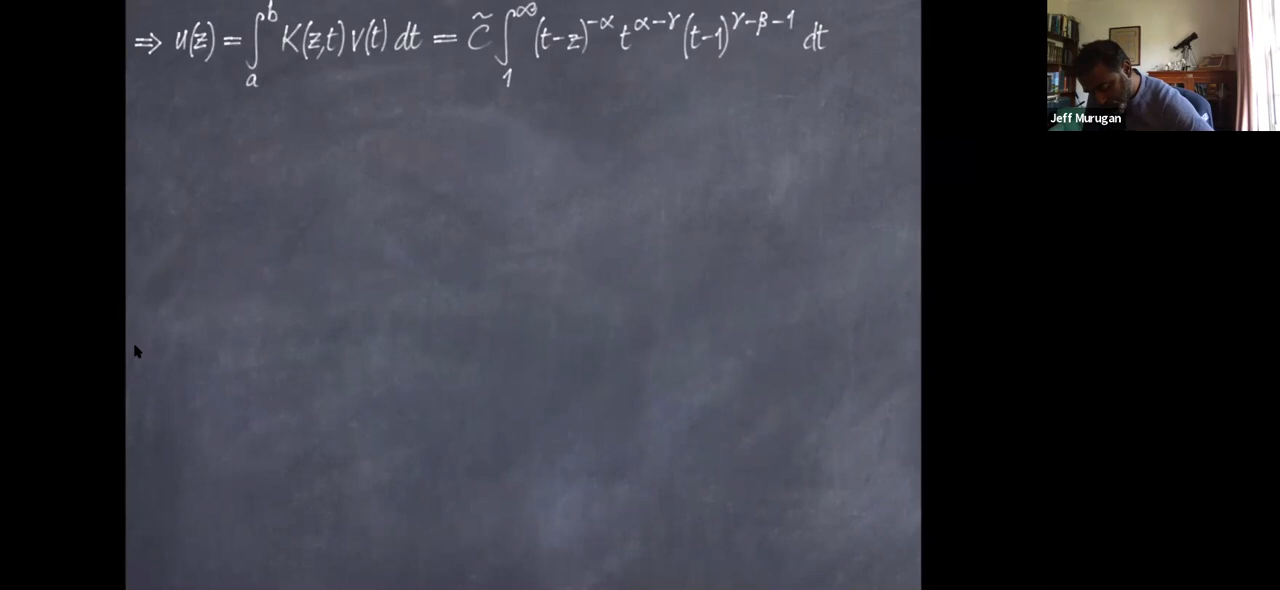 ⇒ u(z) = ∫_a^b K(z,t) v(t) dt = C̃ ∫_1^∞ (t-z)^{-α} t^{α-γ} (t-1)^{γ-β-1} dt
Jeff Murugan